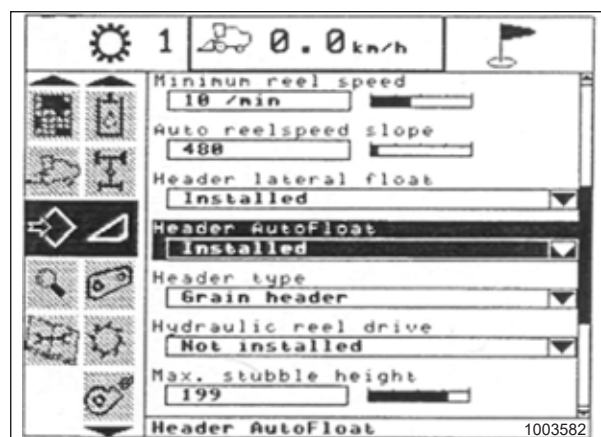 1 0.0km/h
Minimum reel speed
10 /min
Auto reelspeed slope
480
Header lateral float
Installed
Header AutoFloat
Installed
Header type
Grain header
Hydraulic reel drive
Not installed
Max. stubble height
199
Header AutoFloat
1003582